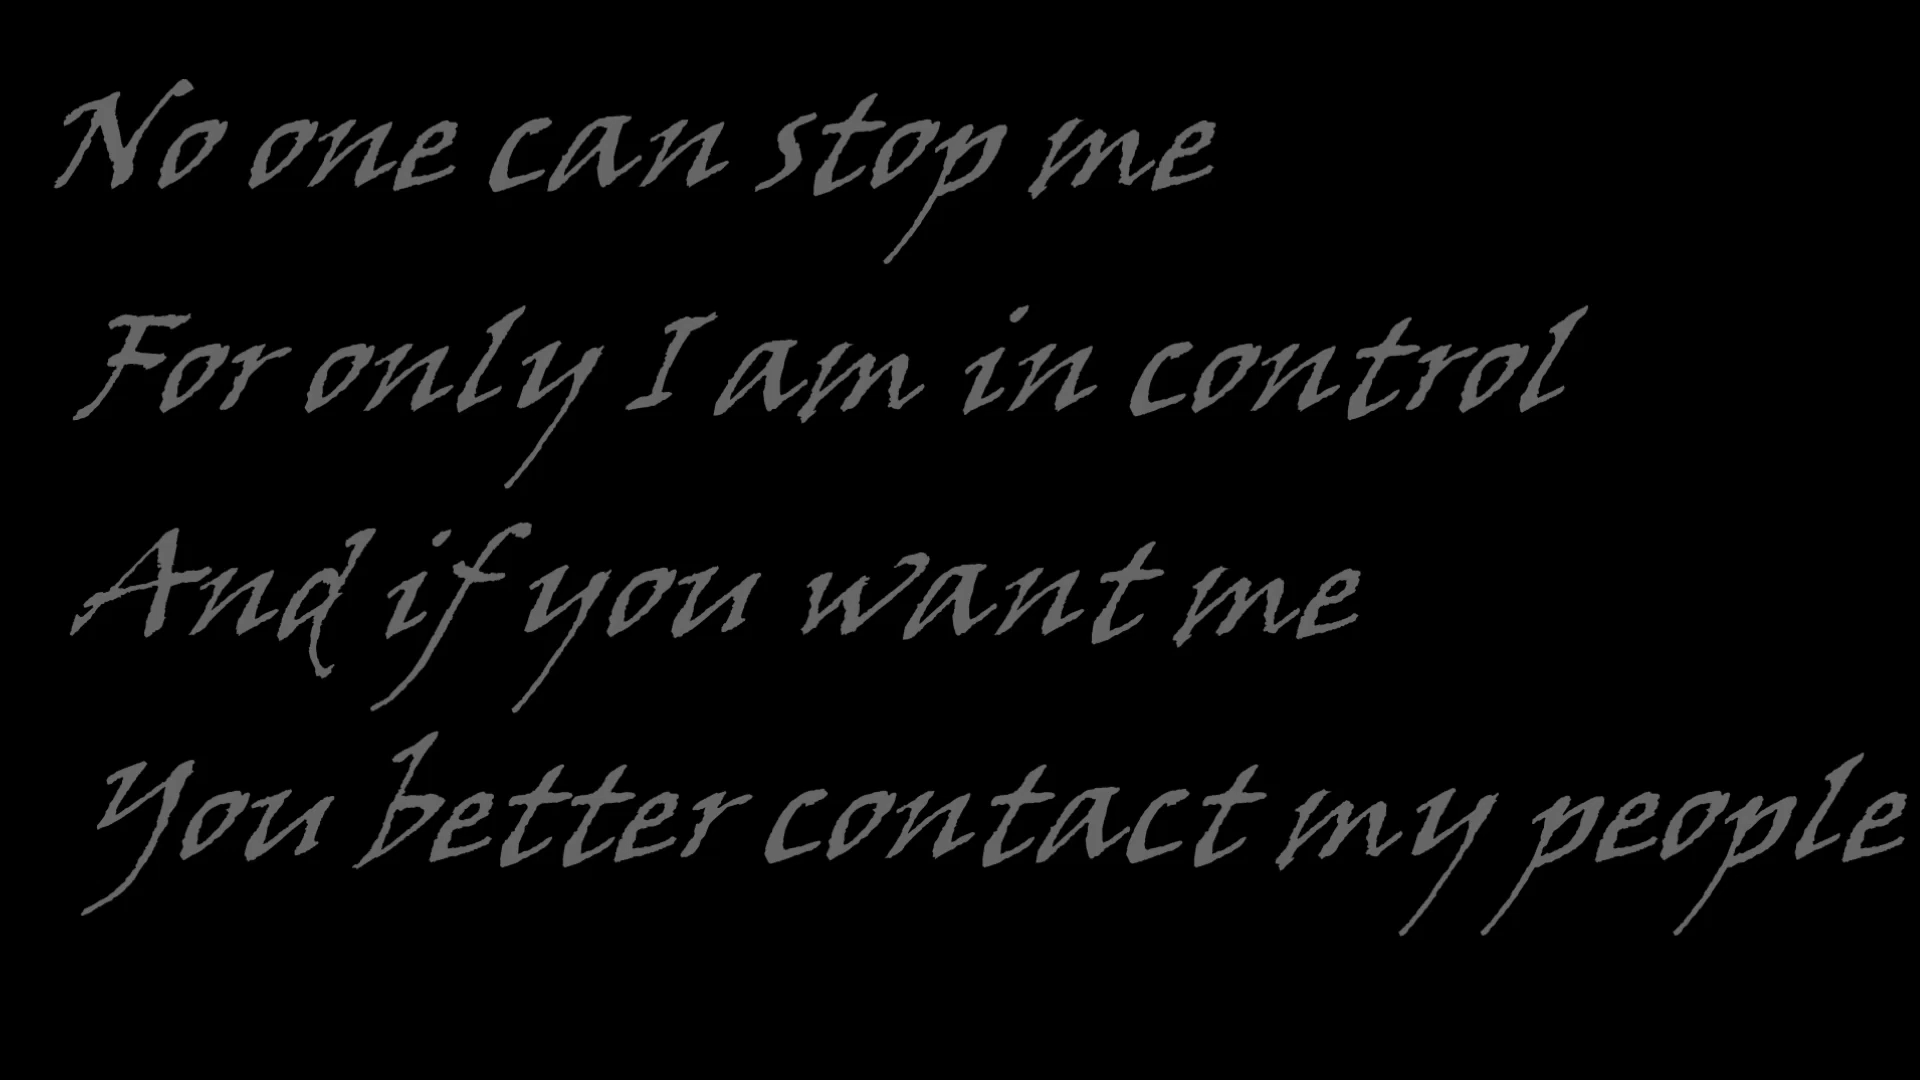 No one can stop me
For only I am in control
And if you want me
You better contact my people